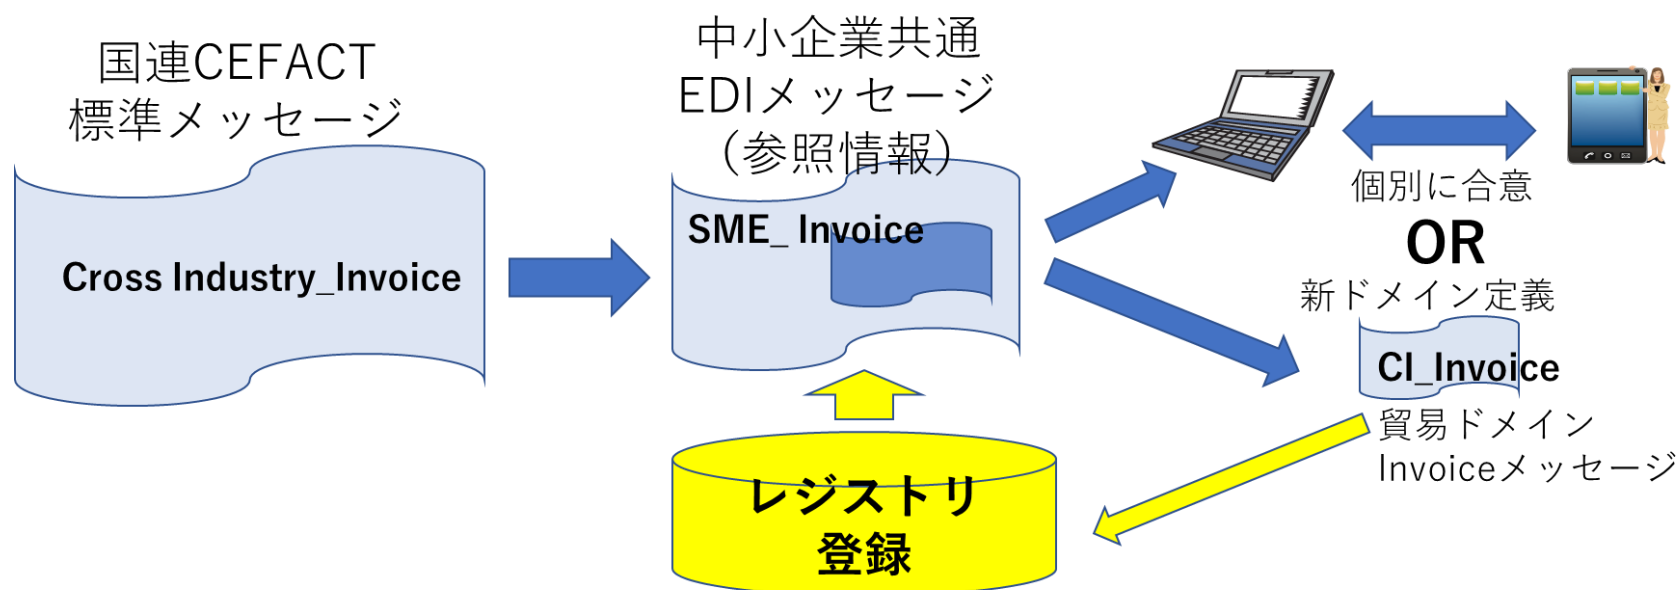 国連CEFACT
標準メッセージ
Cross Industry_Invoice
中小企業共通
EDIメッセージ
（参照情報）
SME_ Invoice
個別に合意
OR
新ドメイン定義
CI_Invoice
貿易ドメイン
Invoiceメッセージ
レジストリ
登録